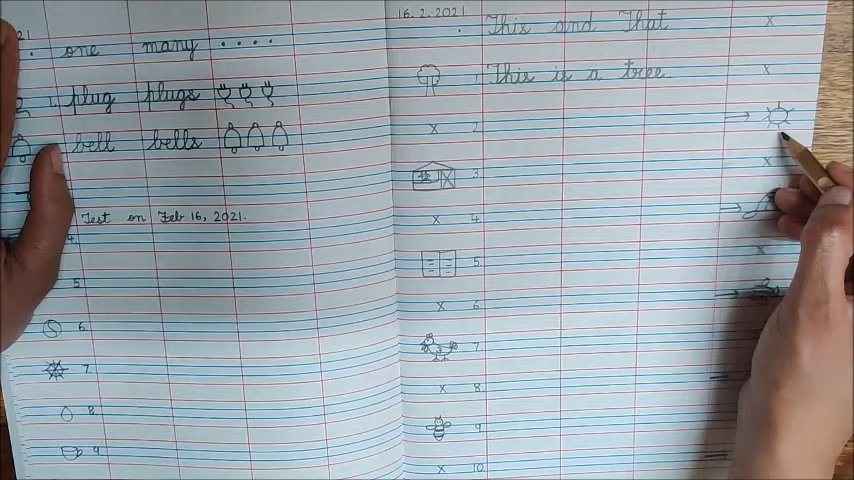 21
one many ....
plug plugs
bell bells
Test on Feb 16, 2021.
4.
5
6.
7.
8.
9
16.2.2021
This and That x
1. This is a tree. x
x 2
3. x
x 4.
5. x
x 6
7.
x 8.
9
x 10